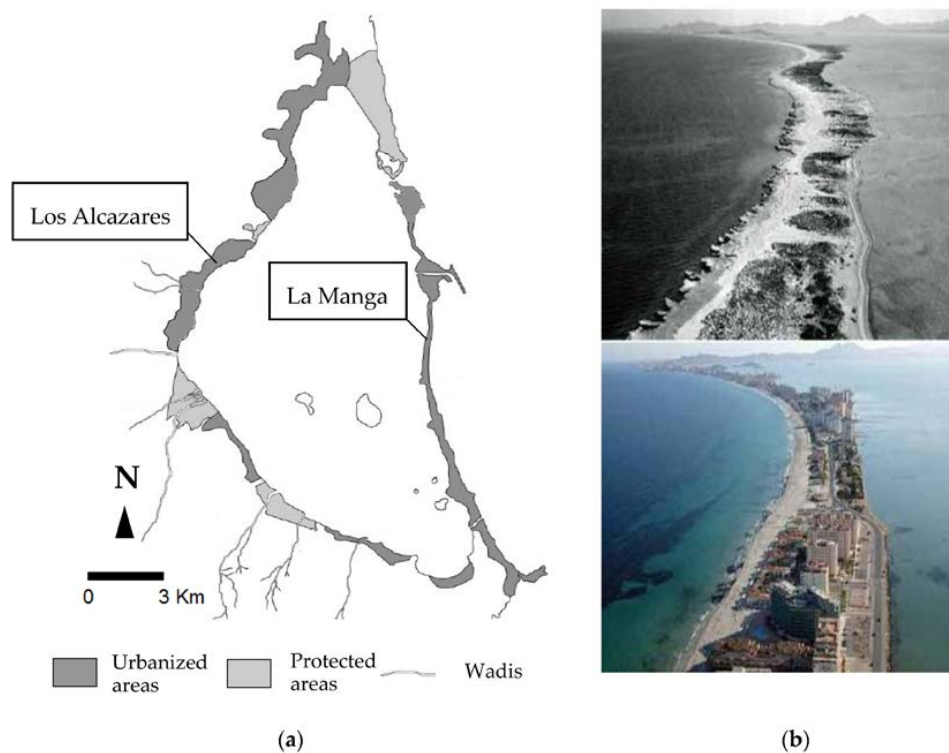 Los Alcazares
La Manga
N
0 3 Km
Urbanized
areas
Protected
areas
Wadis
(a)
(b)